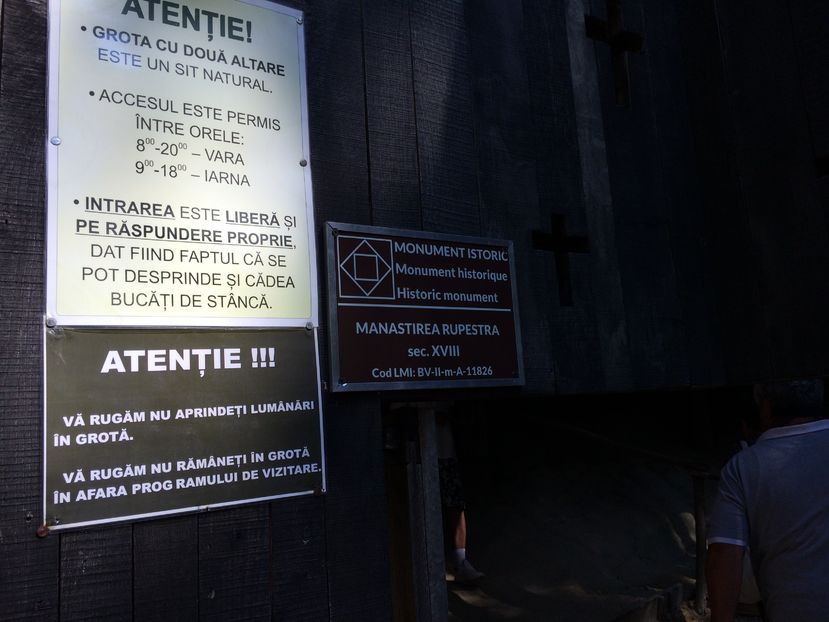 ATENȚIE!
• GROTA CU DOUĂ ALTARE
ESTE UN SIT NATURAL.
• ACCESUL ESTE PERMIS
ÎNTRE ORELE:
8⁰⁰-20⁰⁰ – VARA
9⁰⁰-18⁰⁰ – IARNA
• INTRAREA ESTE LIBERĂ ȘI
PE RĂSPUNDERE PROPRIE,
DAT FIIND FAPTUL CĂ SE
POT DESPRINDE ȘI CĂDEA
BUCĂȚI DE STÂNCĂ.
ATENȚIE !!!
VĂ RUGĂM NU APRINDEȚI LUMÂNĂRI
ÎN GROTĂ.
VĂ RUGĂM NU RĂMÂNEȚI ÎN GROTĂ
ÎN AFARA PROG RAMULUI DE VIZITARE.
MONUMENT ISTORIC
Monument historique
Historic monument
MANASTIREA RUPESTRA
sec. XVIII
Cod LMI: BV-II-m-A-11826